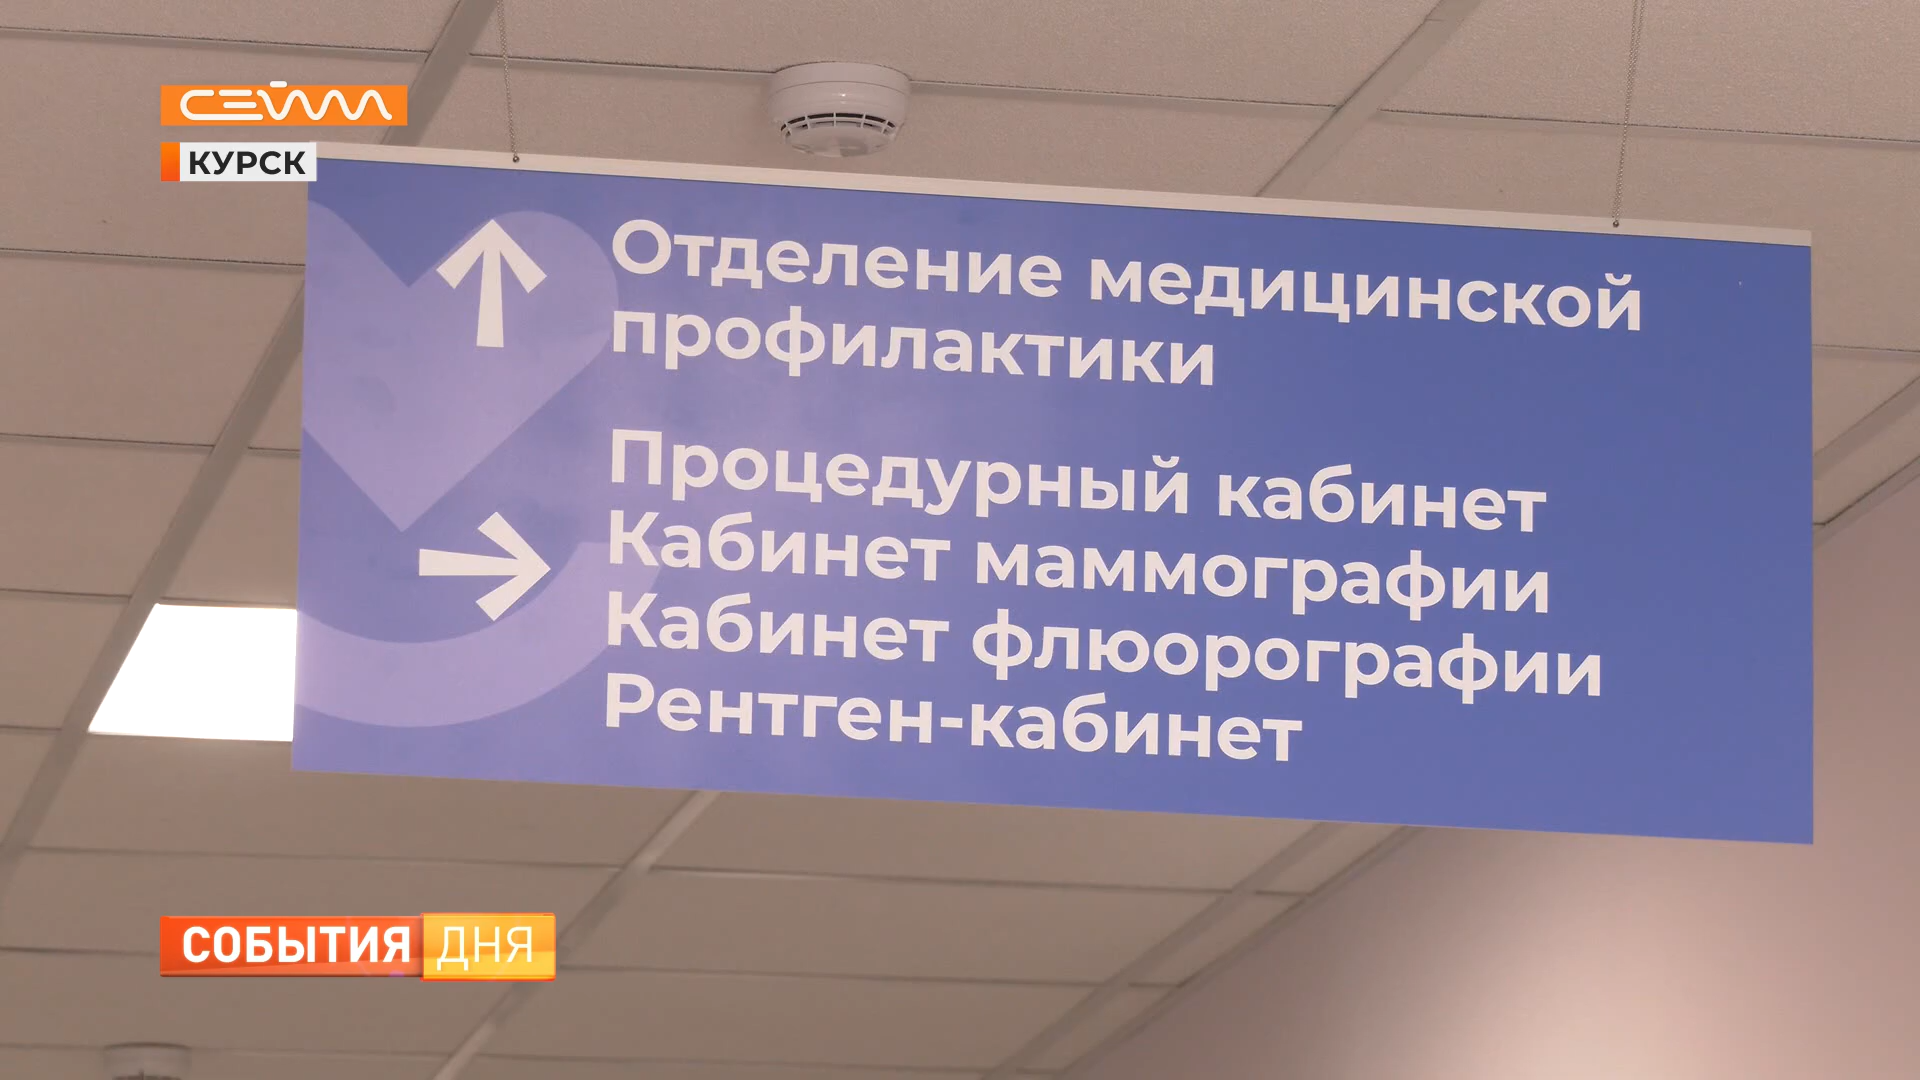 СЕЙМ
КУРСК
Отделение медицинской
профилактики
Процедурный кабинет
Кабинет маммографии
Кабинет флюорографии
Рентген-кабинет
СОБЫТИЯ ДНЯ